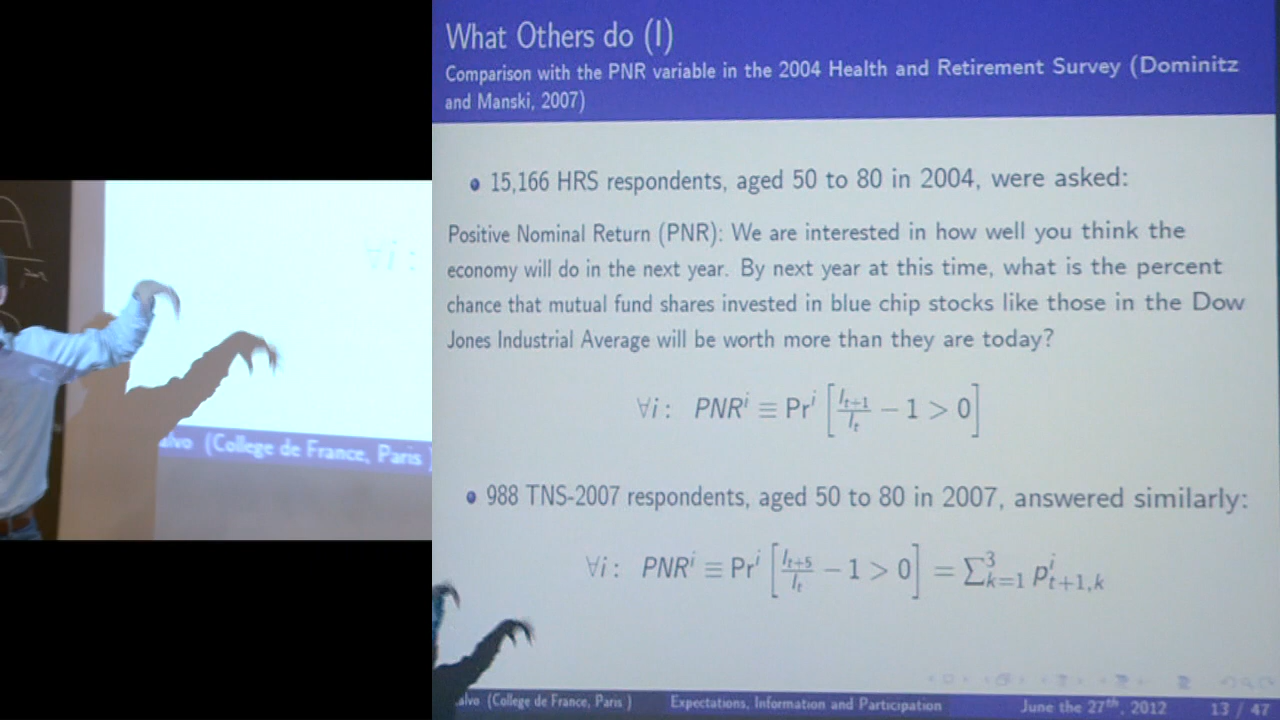 What Others do (I)
Comparison with the PNR variable in the 2004 Health and Retirement Survey (Dominitz
and Manski, 2007)
15,166 HRS respondents, aged 50 to 80 in 2004, were asked:
Positive Nominal Return (PNR): We are interested in how well you think the
economy will do in the next year. By next year at this time, what is the percent
chance that mutual fund shares invested in blue chip stocks like those in the Dow
Jones Industrial Average will be worth more than they are today?
∀i : PNR^i ≡ Pr^i [ I_{t+1}/I_t − 1 > 0 ]
988 TNS-2007 respondents, aged 50 to 80 in 2007, answered similarly:
∀i : PNR^i ≡ Pr^i [ I_{t+5}/I_t − 1 > 0 ] = ∑_{k=1}^3 p^i_{t+1,k}
alvo (College de France, Paris ) Expectations, Information and Participation June the 27th, 2012 13 / 47
∀i :
alvo (College de France, Paris )